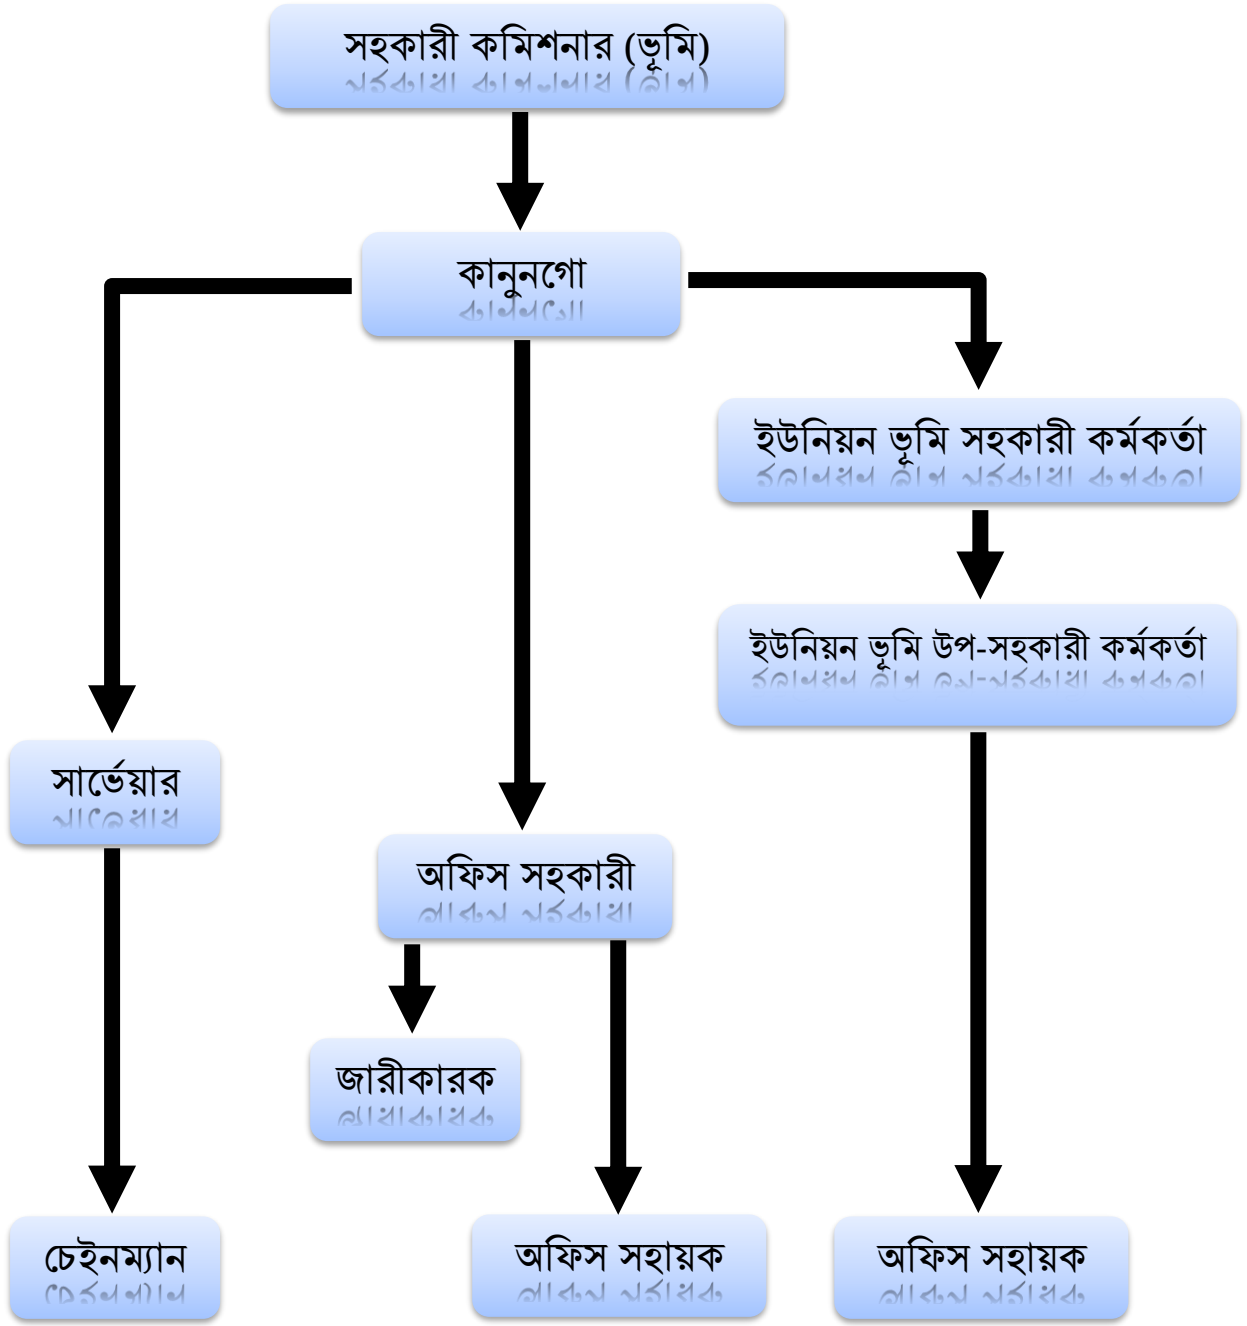 সহকারী কমিশনার (ভূমি)
কানুনগো
ইউনিয়ন ভূমি সহকারী কর্মকর্তা
ইউনিয়ন ভূমি উপ-সহকারী কর্মকর্তা
সার্ভেয়ার
অফিস সহকারী
জারীকারক
চেইনম্যান
অফিস সহায়ক
অফিস সহায়ক